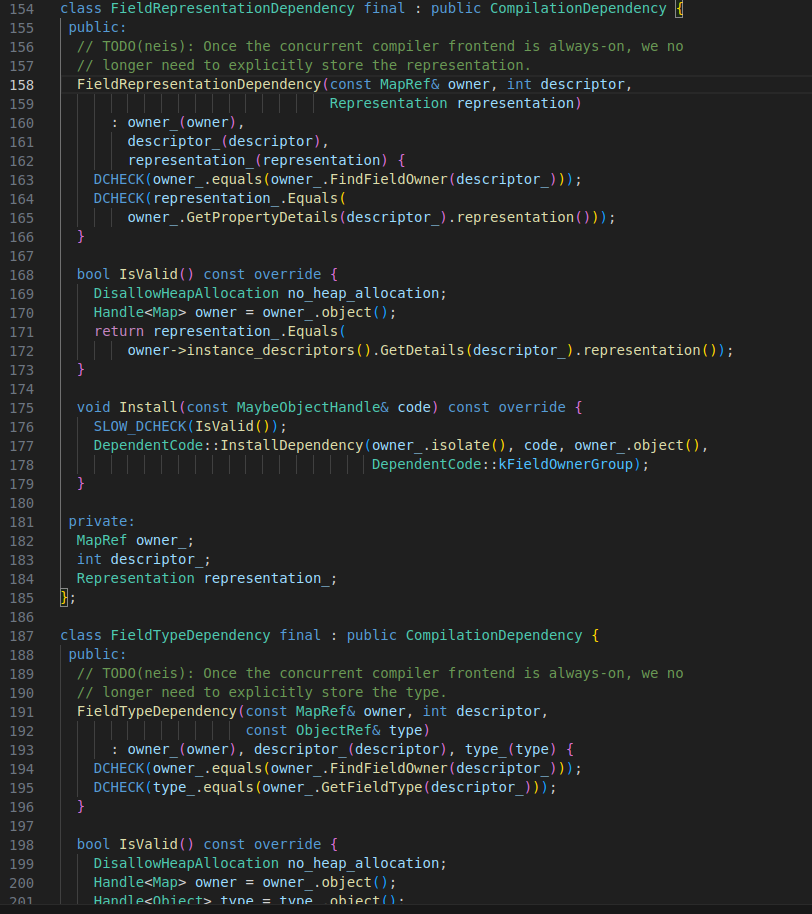 154 class FieldRepresentationDependency final : public CompilationDependency {
155  public:
156   // TODO(neis): Once the concurrent compiler frontend is always-on, we no
157   // longer need to explicitly store the representation.
158   FieldRepresentationDependency(const MapRef& owner, int descriptor,
159                                 Representation representation)
160       : owner_(owner),
161         descriptor_(descriptor),
162         representation_(representation) {
163     DCHECK(owner_.equals(owner_.FindFieldOwner(descriptor_)));
164     DCHECK(representation_.Equals(
165         owner_.GetPropertyDetails(descriptor_).representation()));
166   }
167
168   bool IsValid() const override {
169     DisallowHeapAllocation no_heap_allocation;
170     Handle<Map> owner = owner_.object();
171     return representation_.Equals(
172         owner->instance_descriptors().GetDetails(descriptor_).representation());
173   }
174
175   void Install(const MaybeObjectHandle& code) const override {
176     SLOW_DCHECK(IsValid());
177     DependentCode::InstallDependency(owner_.isolate(), code, owner_.object(),
178                                      DependentCode::kFieldOwnerGroup);
179   }
180
181  private:
182   MapRef owner_;
183   int descriptor_;
184   Representation representation_;
185 };
186
187 class FieldTypeDependency final : public CompilationDependency {
188  public:
189   // TODO(neis): Once the concurrent compiler frontend is always-on, we no
190   // longer need to explicitly store the type.
191   FieldTypeDependency(const MapRef& owner, int descriptor,
192                       const ObjectRef& type)
193       : owner_(owner), descriptor_(descriptor), type_(type) {
194     DCHECK(owner_.equals(owner_.FindFieldOwner(descriptor_)));
195     DCHECK(type_.equals(owner_.GetFieldType(descriptor_)));
196   }
197
198   bool IsValid() const override {
199     DisallowHeapAllocation no_heap_allocation;
200     Handle<Map> owner = owner_.object();
201     Handle<Object> type = type_.object();